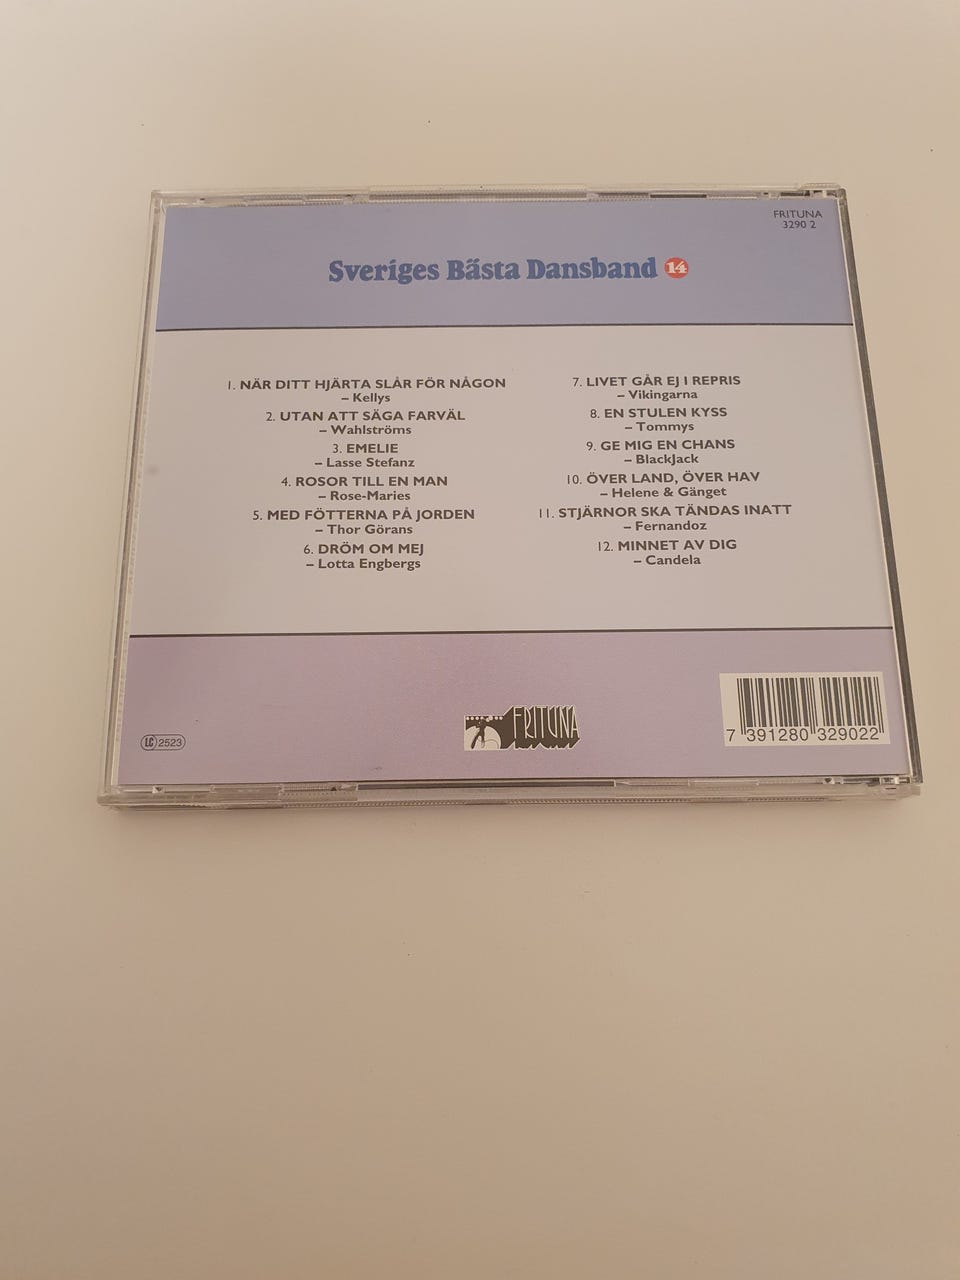 FRITUNA
3290 2
Sveriges Bästa Dansband 14
1. NÄR DITT HJÄRTA SLÅR FÖR NÅGON
– Kellys
2. UTAN ATT SÄGA FARVÄL
– Wahlströms
3. EMELIE
– Lasse Stefanz
4. ROSOR TILL EN MAN
– Rose-Maries
5. MED FÖTTERNA PÅ JORDEN
– Thor Görans
6. DRÖM OM MEJ
– Lotta Engbergs
7. LIVET GÅR EJ I REPRIS
– Vikingarna
8. EN STULEN KYSS
– Tommys
9. GE MIG EN CHANS
– BlackJack
10. ÖVER LAND, ÖVER HAV
– Helene & Gänget
11. STJÄRNOR SKA TÄNDAS INATT
– Fernandoz
12. MINNET AV DIG
– Candela
LC 2523
FRITUNA
7 391280 329022